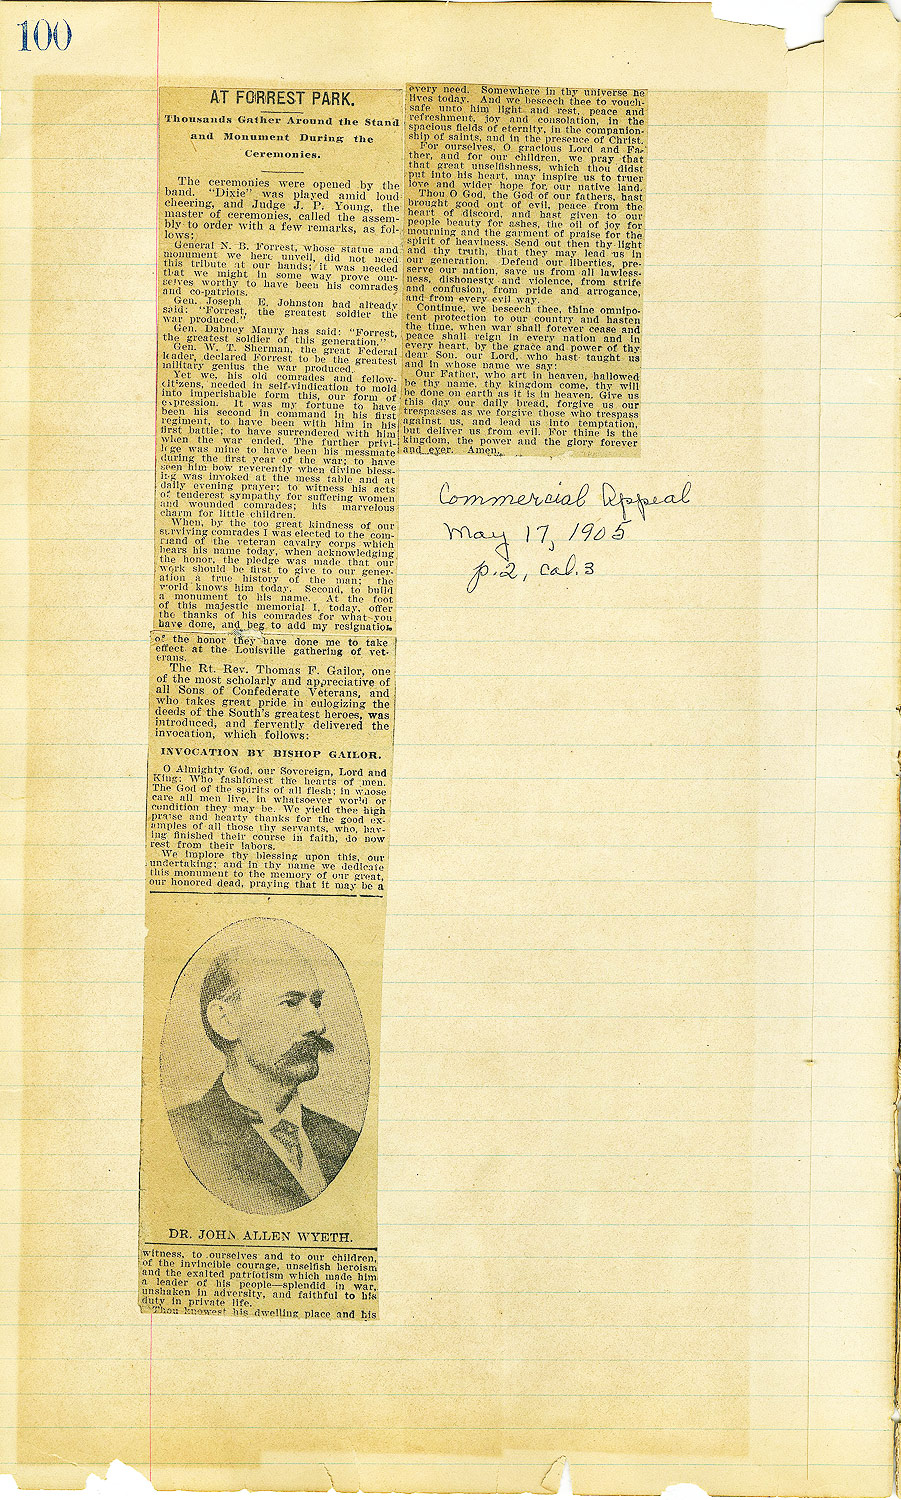 100
AT FORREST PARK.
Thousands Gather Around the Stand
and Monument During the
Ceremonies.
The ceremonies were opened by the
band. "Dixie" was played amid loud
cheering, and Judge J. P. Young, the
master of ceremonies, called the assem-
bly to order with a few remarks, as fol-
lows:
General N. B. Forrest, whose statue and
monument we here unveil, did not need
this tribute at our hands; it was needed
that we might in some way prove our-
selves worthy to have been his comrades
and co-patriots.
Gen. Joseph E. Johnston had already
said: "Forrest, the greatest soldier the
war produced."
Gen. Dabney Maury has said: "Forrest,
the greatest soldier of this generation."
Gen. W. T. Sherman, the great Federal
leader, declared Forrest to be the greatest
military genius the war produced.
Yet we, his old comrades and fellow-
citizens, needed in self-vindication to mold
into imperishable form this, our form of
expression. It was my fortune to have
been his second in command in his first
regiment, to have been with him in his
first battle; to have surrendered with him
when the war ended. The further privi-
lege was mine to have been his messmate
during the first year of the war; to have
seen him bow reverently when divine bless-
ing was invoked at the mess table and at
daily evening prayer; to witness his acts
of tenderest sympathy for suffering women
and wounded comrades; his marvelous
charm for little children.
When, by the too great kindness of our
surviving comrades I was elected to the com-
mand of the veteran cavalry corps which
bears his name today, when acknowledging
the honor, the pledge was made that our
work should be first to give to our gener-
ation a true history of the man; the
world knows him today. Second, to build
a monument to his name. At the foot
of this majestic memorial I, today, offer
the thanks of his comrades for what you
have done, and beg to add my resignation
of the honor they have done me to take
effect at the Louisville gathering of vet-
erans.
The Rt. Rev. Thomas F. Gailor, one
of the most scholarly and appreciative of
all Sons of Confederate Veterans, and
who takes great pride in eulogizing the
deeds of the South's greatest heroes, was
introduced, and fervently delivered the
invocation, which follows:
INVOCATION BY BISHOP GAILOR.
O Almighty God, our Sovereign, Lord and
King: Who fashionest the hearts of men.
The God of the spirits of all flesh; in whose
care all men live, in whatsoever world or
condition they may be. We yield thee high
praise and hearty thanks for the good ex-
amples of all those thy servants, who, hav-
ing finished their course in faith, do now
rest from their labors.
We implore thy blessing upon this, our
undertaking; and in thy name we dedicate
this monument to the memory of our great,
our honored dead, praying that it may be a
DR. JOHN ALLEN WYETH.
witness, to ourselves and to our children,
of the invincible courage, unselfish heroism
and the exalted patriotism which made him
a leader of his people—splendid in war,
unshaken in adversity, and faithful to his
duty in private life.
Thou knowest his dwelling place and his
every need. Somewhere in thy universe he
lives today. And we beseech thee to vouch-
safe unto him light and rest, peace and
refreshment, joy and consolation, in the
spacious fields of eternity, in the companion-
ship of saints, and in the presence of Christ.
For ourselves, O gracious Lord and Fa-
ther, and for our children, we pray that
that great unselfishness, which thou didst
put into his heart, may inspire us to truer
love and wider hope for our native land.
Thou O God, the God of our fathers, hast
brought good out of evil, peace from the
heart of discord, and hast given to our
people beauty for ashes, the oil of joy for
mourning and the garment of praise for the
spirit of heaviness. Send out then thy light
and thy truth, that they may lead us in
our generation. Defend our liberties, pre-
serve our nation, save us from all lawless-
ness, dishonesty and violence, from strife
and confusion, from pride and arrogance,
and from every evil way.
Continue, we beseech thee, thine omnipo-
tent protection to our country and hasten
the time, when war shall forever cease and
peace shall reign in every nation and in
every heart, by the grace and power of thy
dear Son, our Lord, who hast taught us
and in whose name we say:
Our Father, who art in heaven, hallowed
be thy name, thy kingdom come, thy will
be done on earth as it is in heaven. Give us
this day our daily bread, forgive us our
trespasses as we forgive those who trespass
against us, and lead us into temptation,
but deliver us from evil. For thine is the
kingdom, the power and the glory forever
and ever. Amen.
Commercial Appeal
May 17, 1905
p.2, col.3